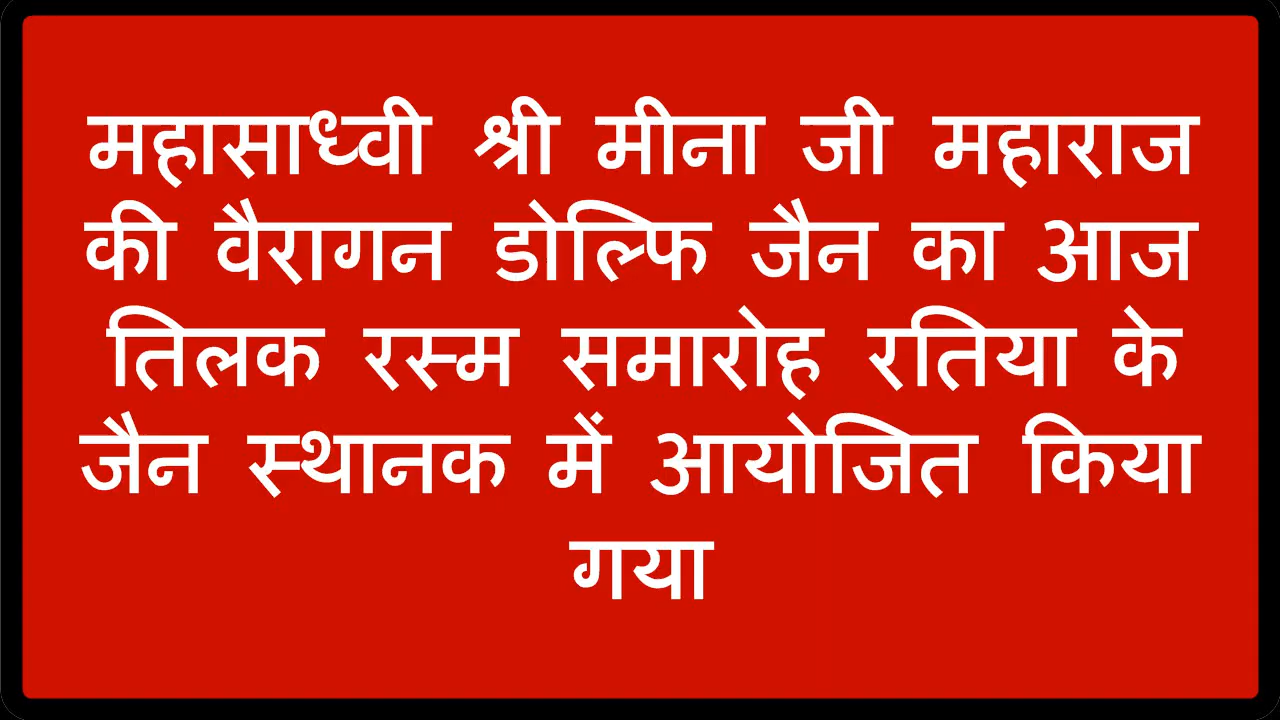 महासाध्वी श्री मीना जी महाराज
की वैरागन डोल्फि जैन का आज
तिलक रस्म समारोह रतिया के
जैन स्थानक में आयोजित किया
गया